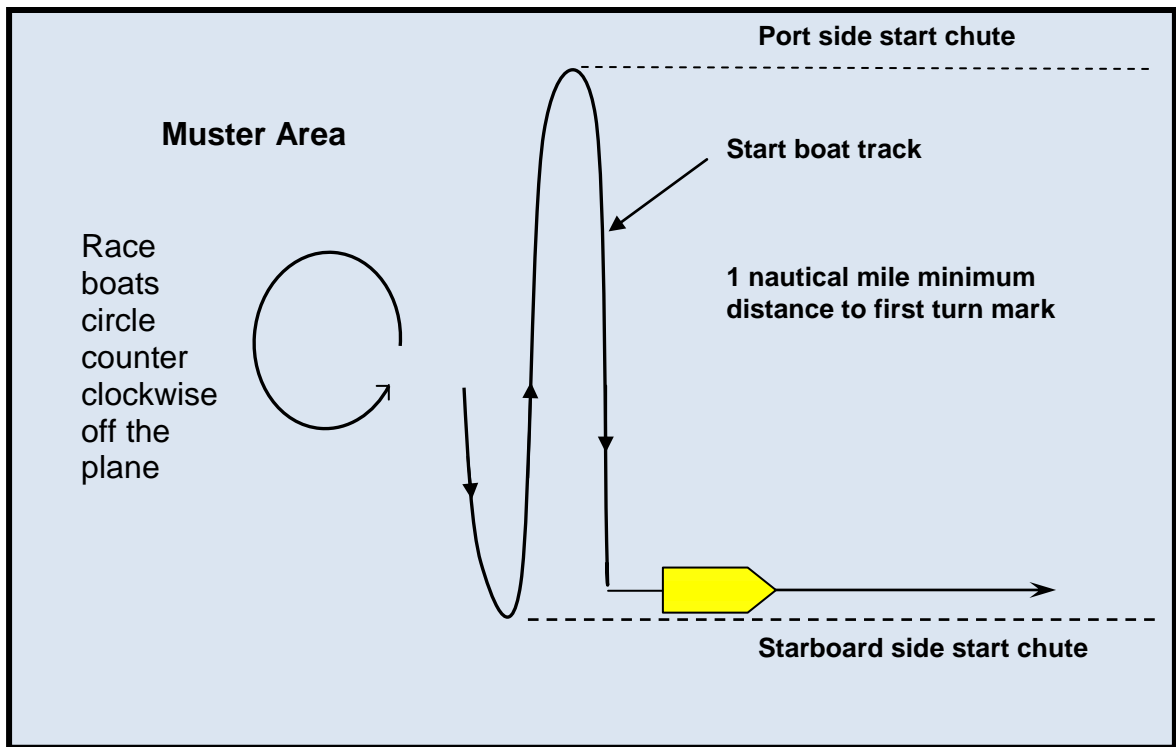 Port side start chute
Muster Area
Start boat track
Race
boats
circle
counter
clockwise
off the
plane
1 nautical mile minimum
distance to first turn mark
Starboard side start chute